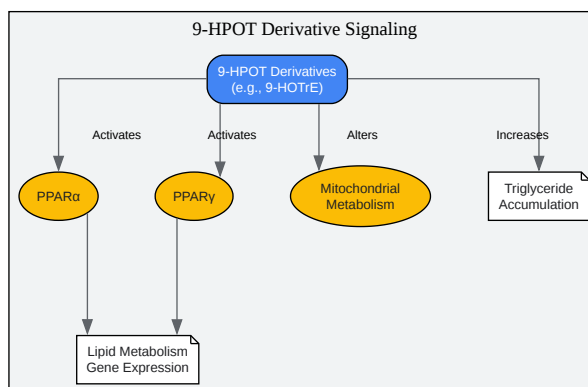 9-HPOT Derivative Signaling
9-HPOT Derivatives
(e.g., 9-HOTrE)
Activates
Activates
Alters
Increases
PPARα
PPARγ
Mitochondrial
Metabolism
Triglyceride
Accumulation
Lipid Metabolism
Gene Expression